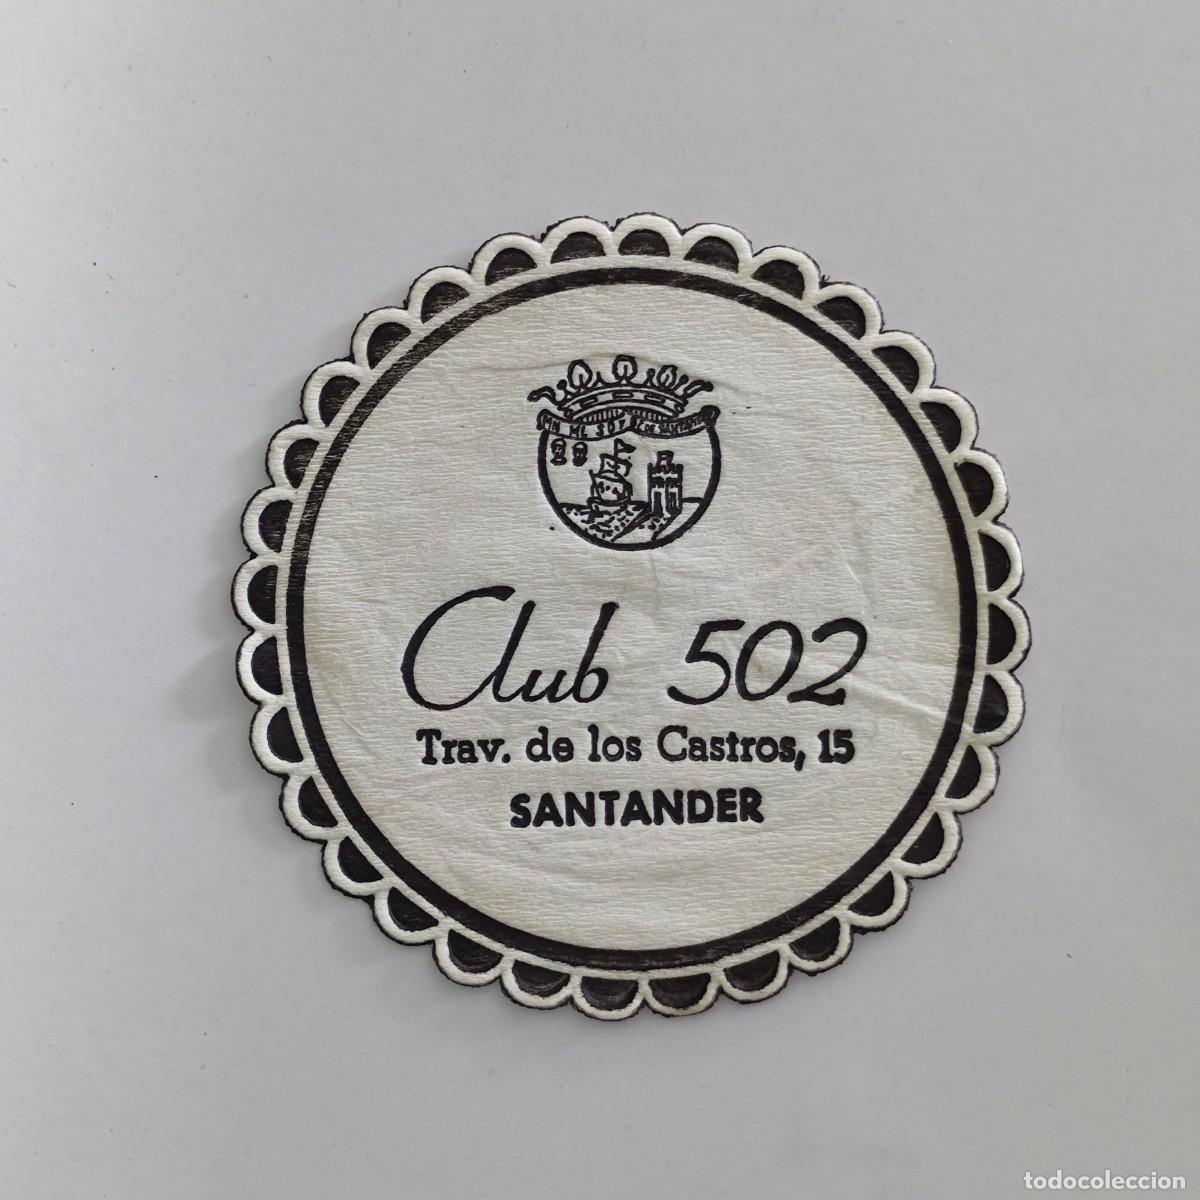 Club 502
Trav. de los Castros, 15
SANTANDER
todocoleccion